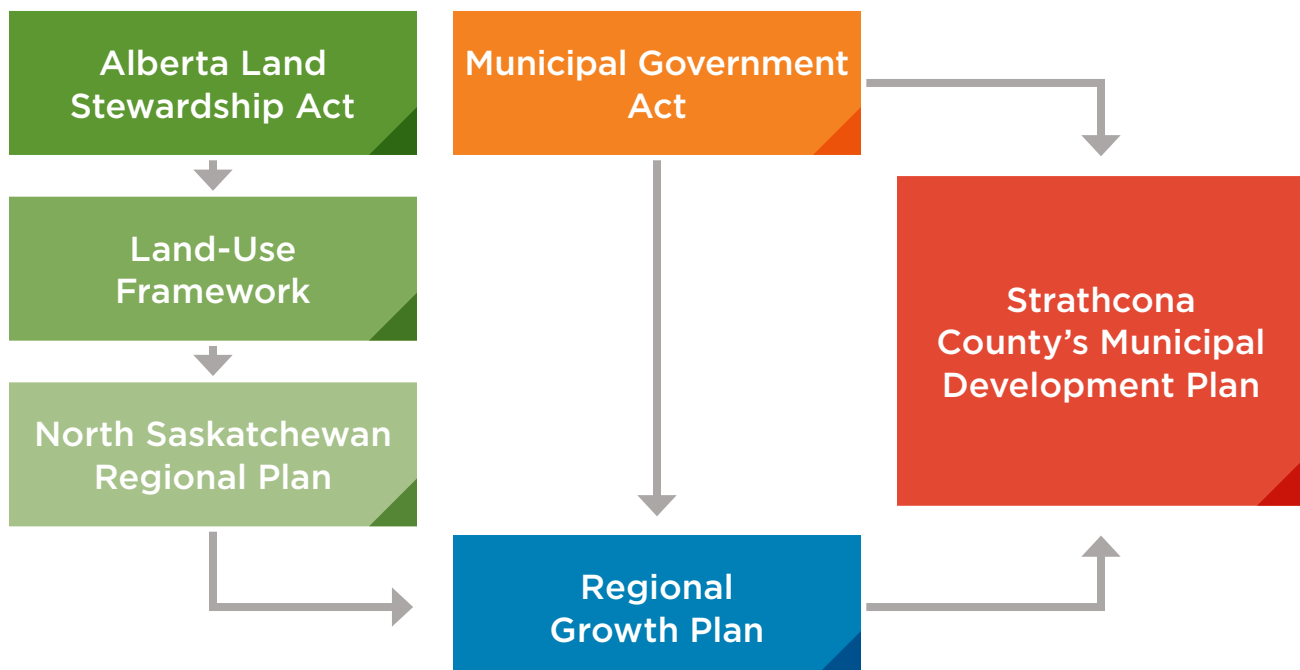 Alberta Land
Stewardship Act
Land-Use
Framework
North Saskatchewan
Regional Plan
Municipal Government
Act
Regional
Growth Plan
Strathcona
County’s Municipal
Development Plan